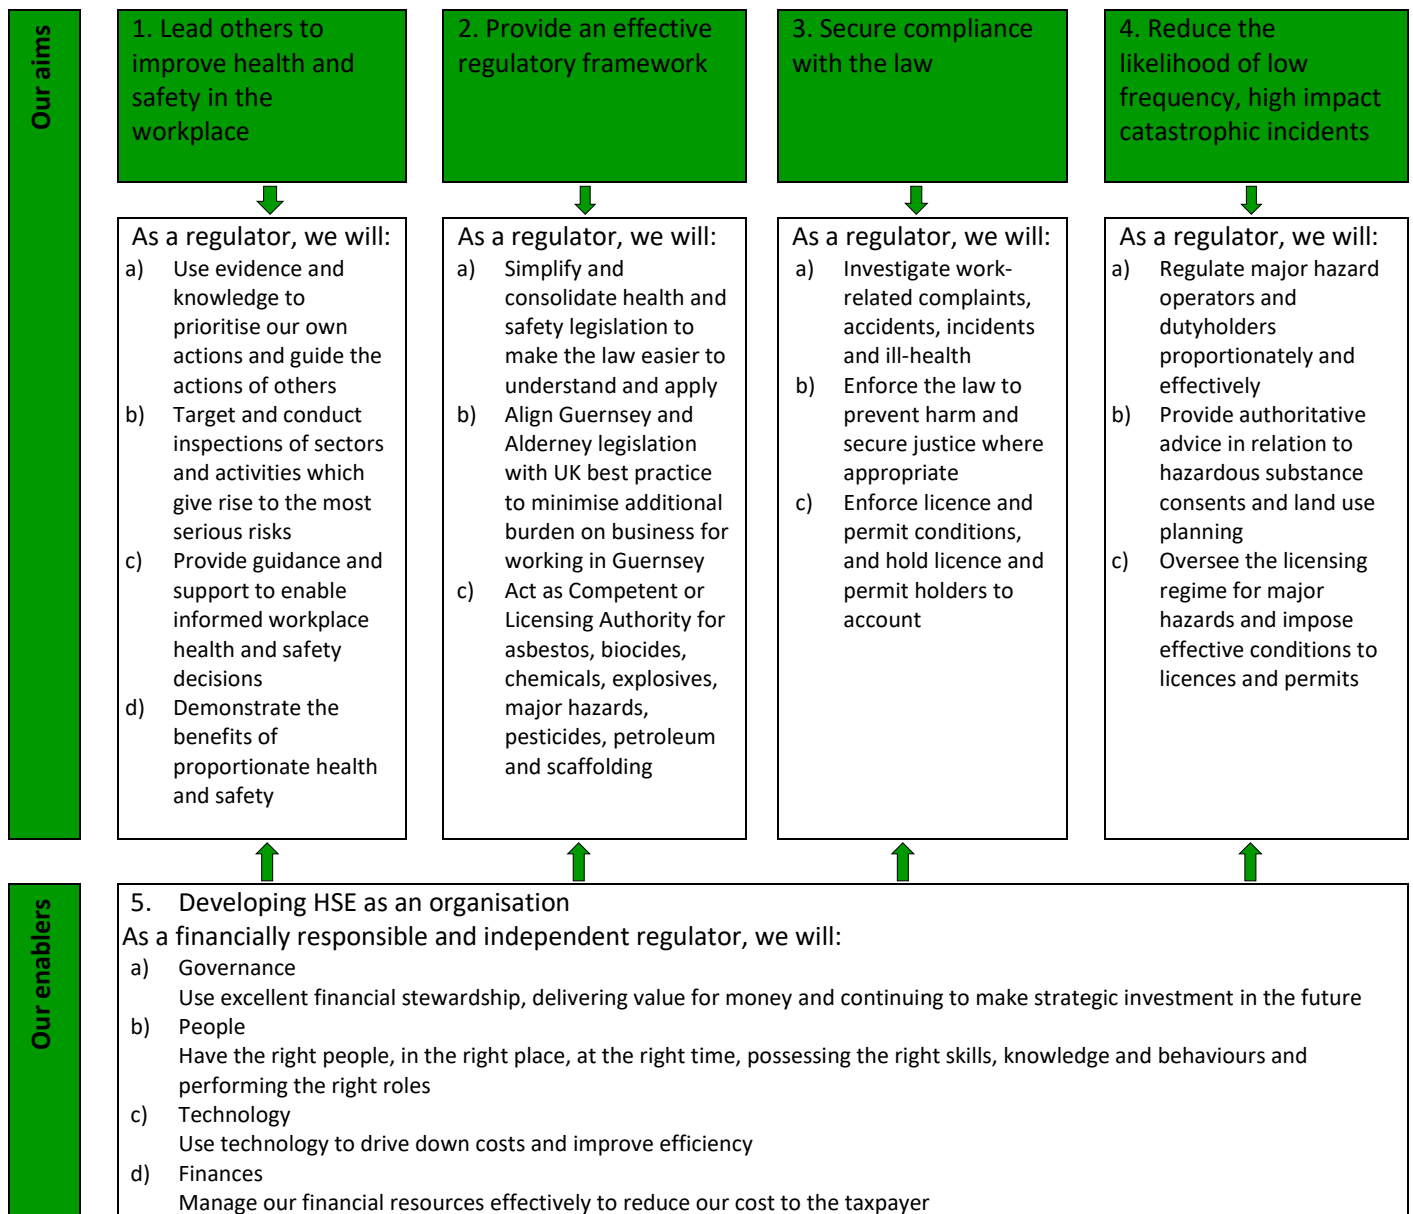 Our aims
1. Lead others to
improve health and
safety in the
workplace
2. Provide an effective
regulatory framework
3. Secure compliance
with the law
4. Reduce the
likelihood of low
frequency, high impact
catastrophic incidents
As a regulator, we will:
a) Use evidence and
knowledge to
prioritise our own
actions and guide the
actions of others
b) Target and conduct
inspections of sectors
and activities which
give rise to the most
serious risks
c) Provide guidance and
support to enable
informed workplace
health and safety
decisions
d) Demonstrate the
benefits of
proportionate health
and safety
As a regulator, we will:
a) Simplify and
consolidate health and
safety legislation to
make the law easier to
understand and apply
b) Align Guernsey and
Alderney legislation
with UK best practice
to minimise additional
burden on business for
working in Guernsey
c) Act as Competent or
Licensing Authority for
asbestos, biocides,
chemicals, explosives,
major hazards,
pesticides, petroleum
and scaffolding
As a regulator, we will:
a) Investigate work-
related complaints,
accidents, incidents
and ill-health
b) Enforce the law to
prevent harm and
secure justice where
appropriate
c) Enforce licence and
permit conditions,
and hold licence and
permit holders to
account
As a regulator, we will:
a) Regulate major hazard
operators and
dutyholders
proportionately and
effectively
b) Provide authoritative
advice in relation to
hazardous substance
consents and land use
planning
c) Oversee the licensing
regime for major
hazards and impose
effective conditions to
licences and permits
Our enablers
5. Developing HSE as an organisation
As a financially responsible and independent regulator, we will:
a) Governance
Use excellent financial stewardship, delivering value for money and continuing to make strategic investment in the future
b) People
Have the right people, in the right place, at the right time, possessing the right skills, knowledge and behaviours and
performing the right roles
c) Technology
Use technology to drive down costs and improve efficiency
d) Finances
Manage our financial resources effectively to reduce our cost to the taxpayer